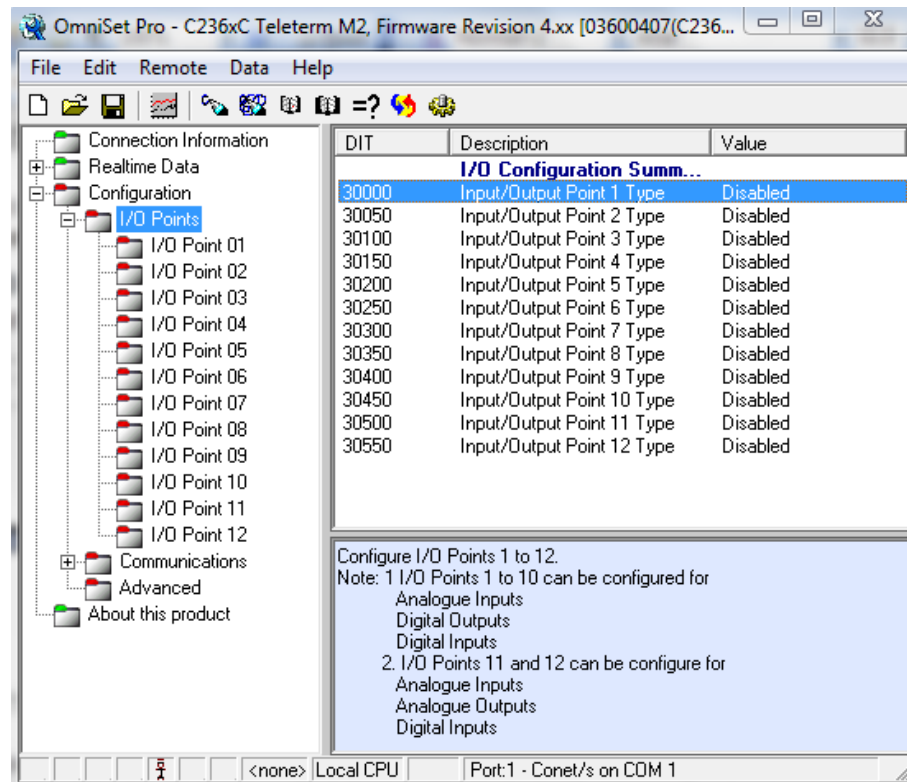 OmniSet Pro - C236xC Teleterm M2, Firmware Revision 4.xx [03600407(C236...
File Edit Remote Data Help
=?
Connection Information
Realtime Data
Configuration
I/O Points
I/O Point 01
I/O Point 02
I/O Point 03
I/O Point 04
I/O Point 05
I/O Point 06
I/O Point 07
I/O Point 08
I/O Point 09
I/O Point 10
I/O Point 11
I/O Point 12
Communications
Advanced
About this product
DIT Description Value
I/O Configuration Summ...
30000 Input/Output Point 1 Type Disabled
30050 Input/Output Point 2 Type Disabled
30100 Input/Output Point 3 Type Disabled
30150 Input/Output Point 4 Type Disabled
30200 Input/Output Point 5 Type Disabled
30250 Input/Output Point 6 Type Disabled
30300 Input/Output Point 7 Type Disabled
30350 Input/Output Point 8 Type Disabled
30400 Input/Output Point 9 Type Disabled
30450 Input/Output Point 10 Type Disabled
30500 Input/Output Point 11 Type Disabled
30550 Input/Output Point 12 Type Disabled
Configure I/O Points 1 to 12.
Note: 1 I/O Points 1 to 10 can be configured for
Analogue Inputs
Digital Outputs
Digital Inputs
2. I/O Points 11 and 12 can be configure for
Analogue Inputs
Analogue Outputs
Digital Inputs
<none> Local CPU Port:1 - Conet/s on COM 1